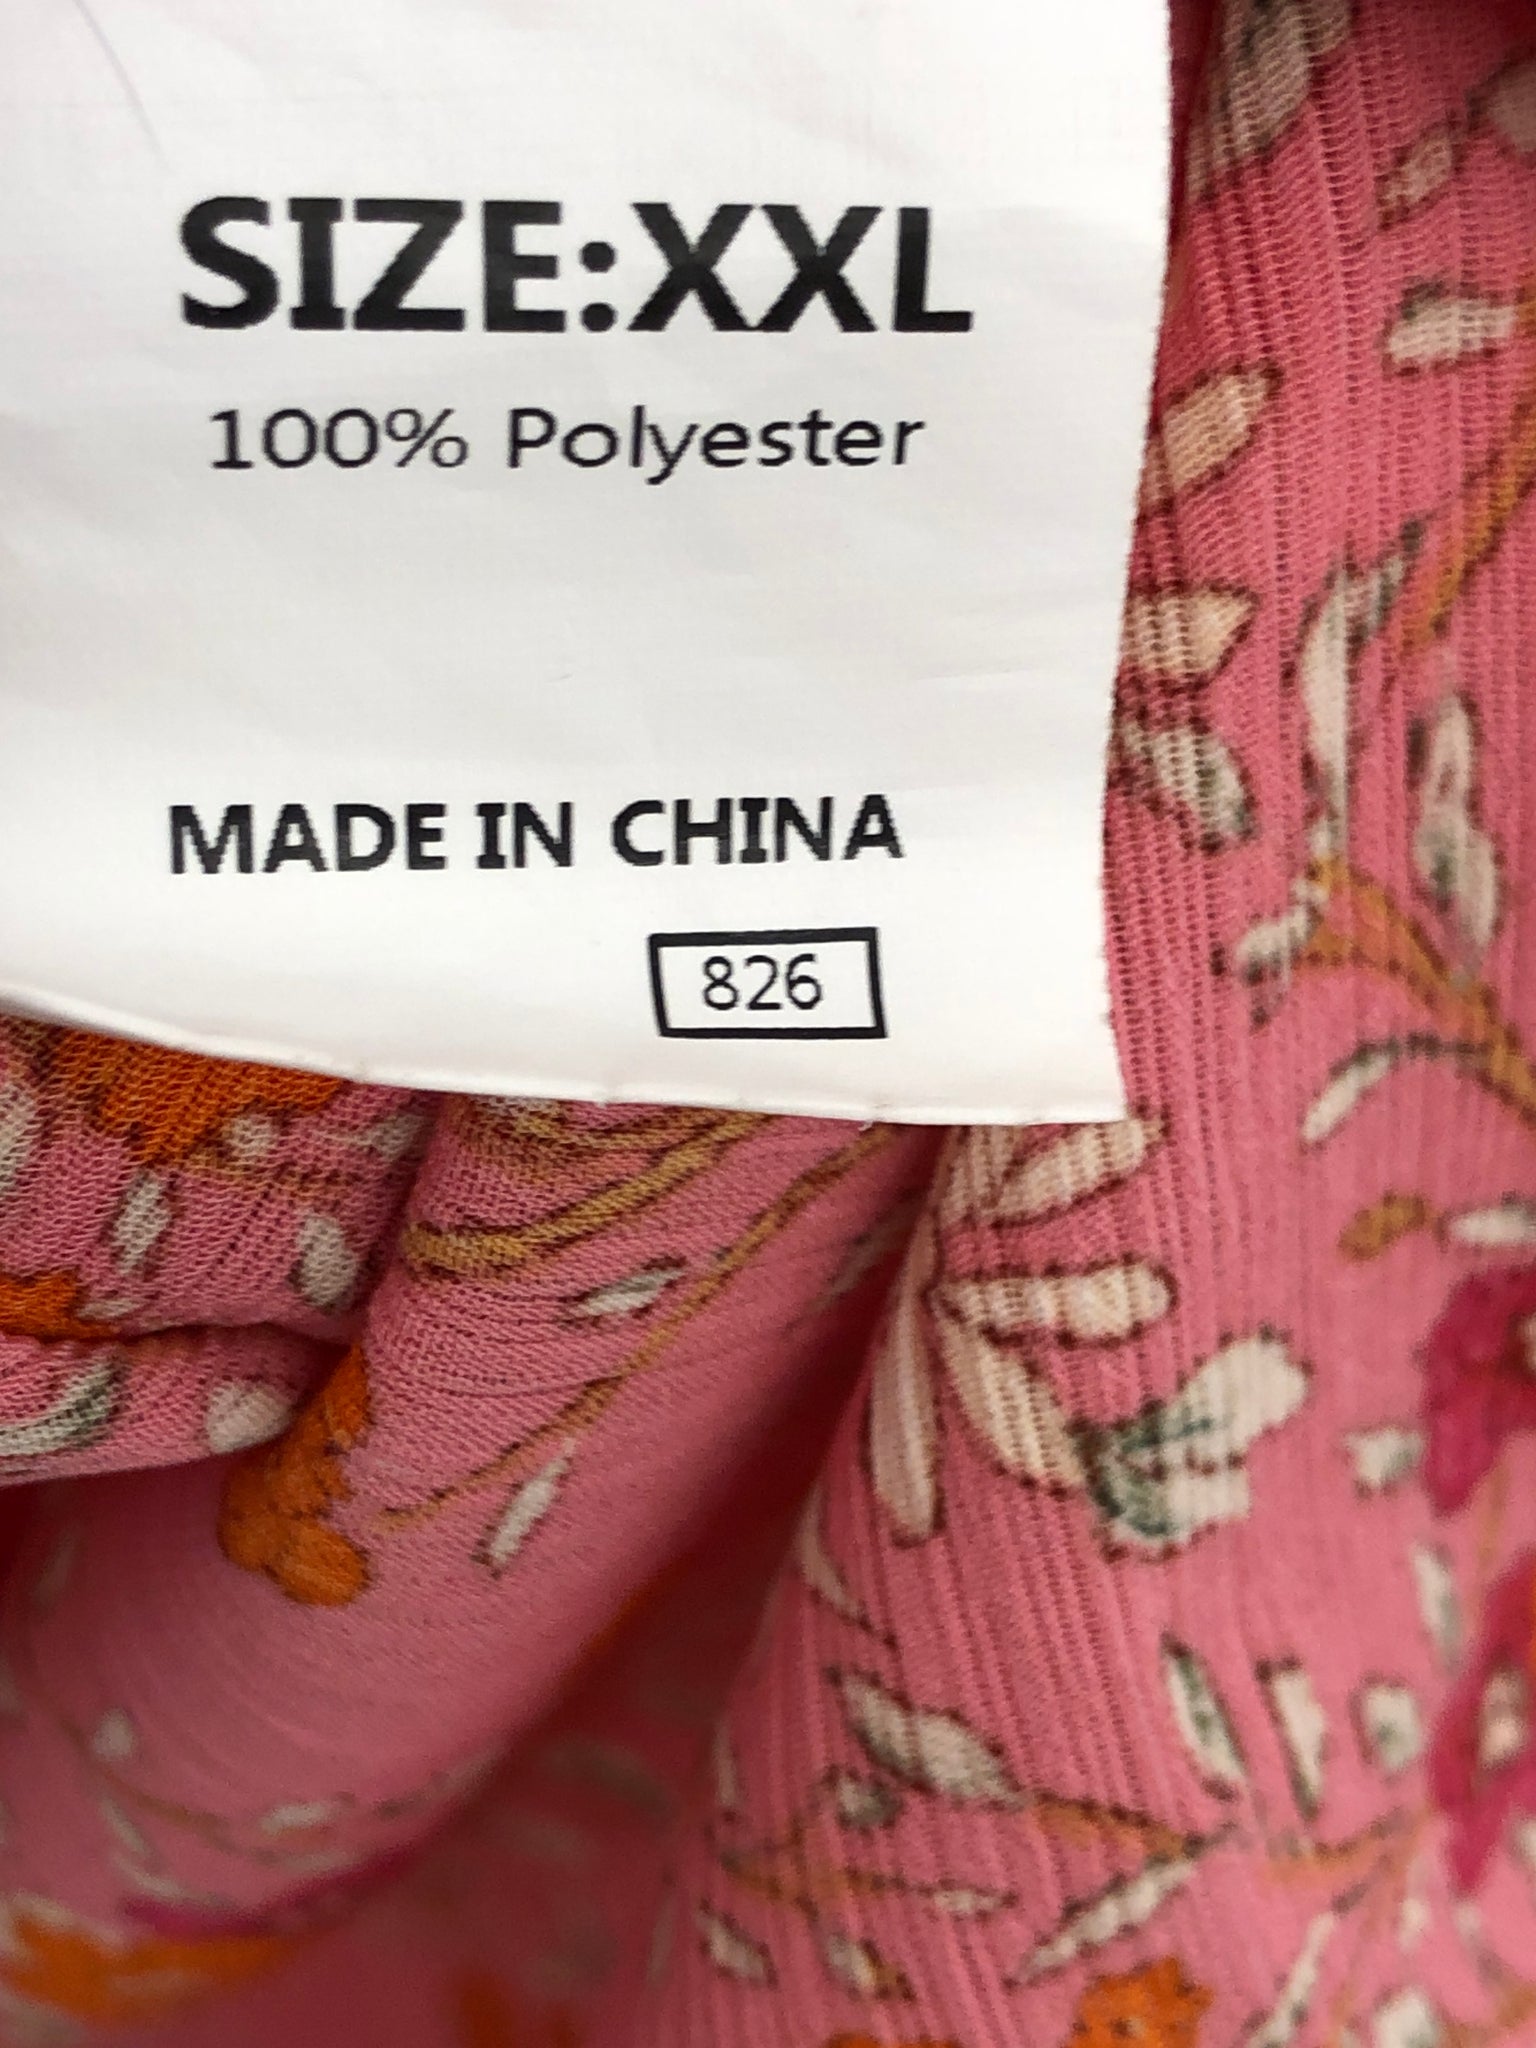 SIZE:XXL
100% Polyester
MADE IN CHINA
826